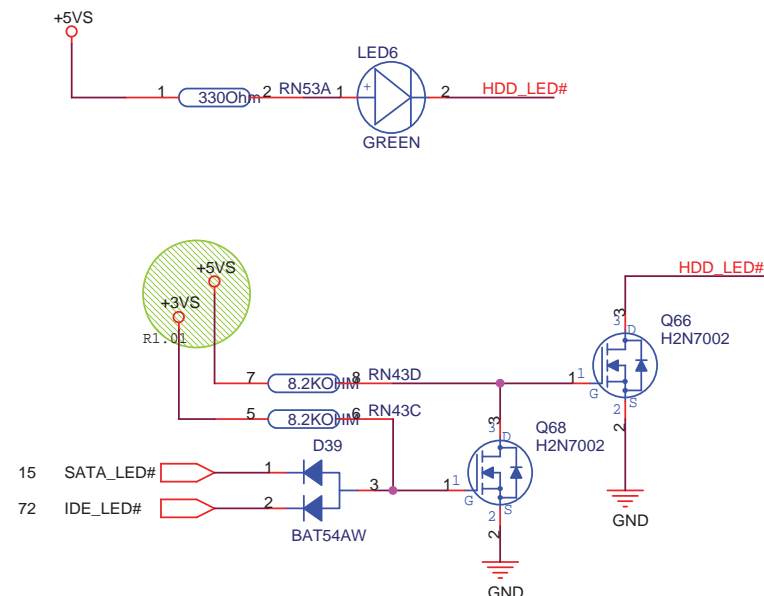 +5VS
LED6
1 330Ohm 2 RN53A 1 + 2 HDD_LED#
GREEN
HDD_LED#
+5VS
+3VS
R1.01
3
3 D
Q66
H2N7002
7 8.2KOHM 8 RN43D 1 1
G S
2
2
5 8.2KOHM 6 RN43C
3
3 D
Q68
H2N7002
D39
15 SATA_LED# 1
3 1 1
G S
2
2
72 IDE_LED# 2
BAT54AW
GND
GND